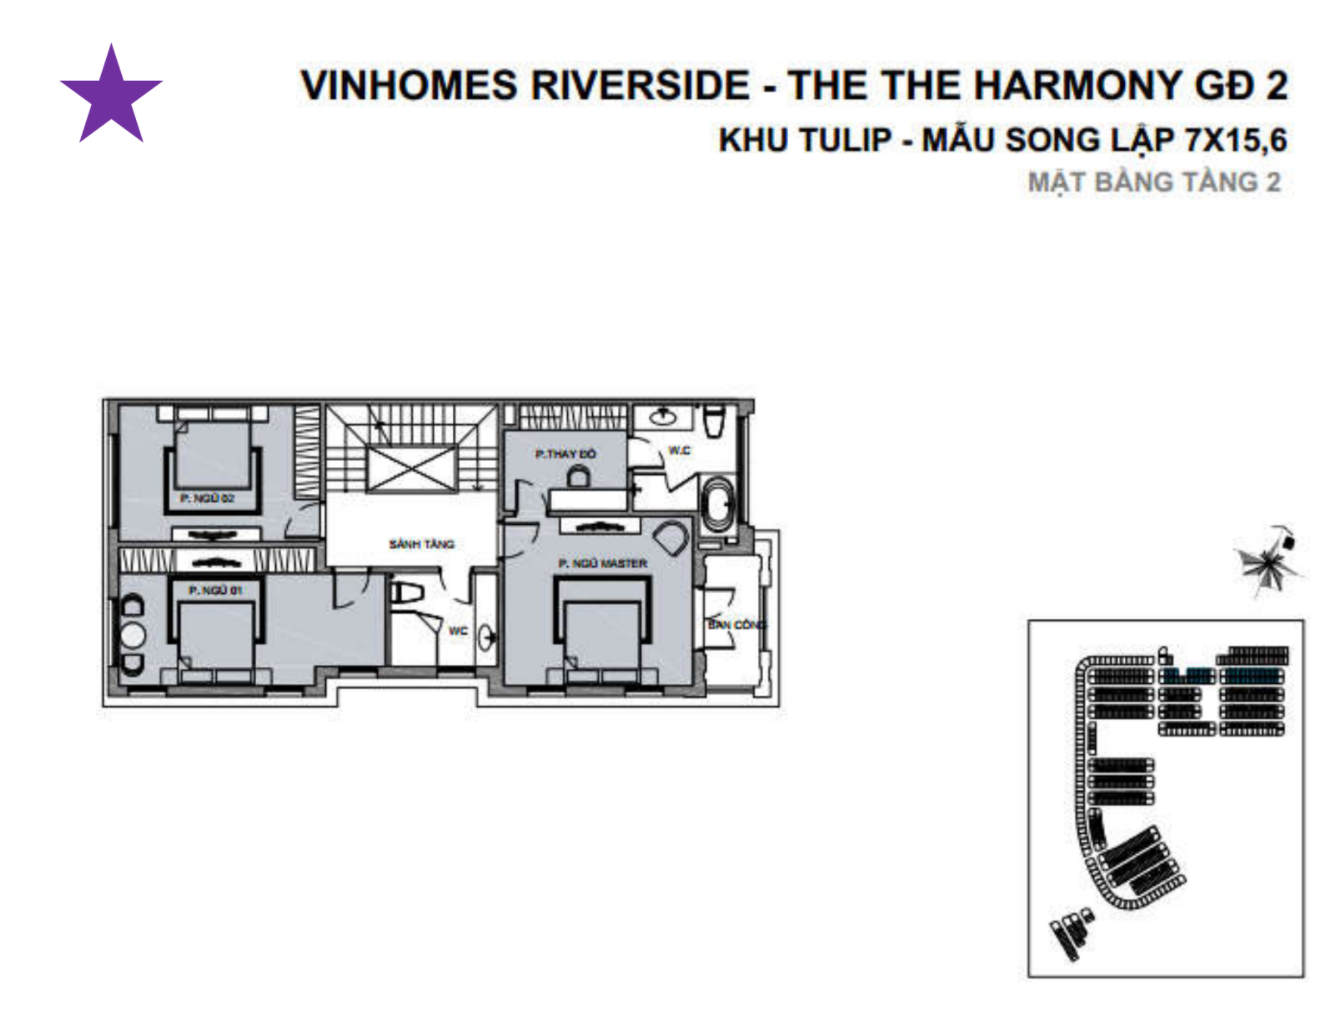 VINHOMES RIVERSIDE - THE THE HARMONY GĐ 2
KHU TULIP - MẪU SONG LẬP 7X15,6
MẶT BẰNG TẦNG 2
P.THAY ĐỒ
W.C
P. NGỦ 02
SẢNH TẦNG
P. NGỦ MASTER
P. NGỦ 01
BAN CÔNG
WC